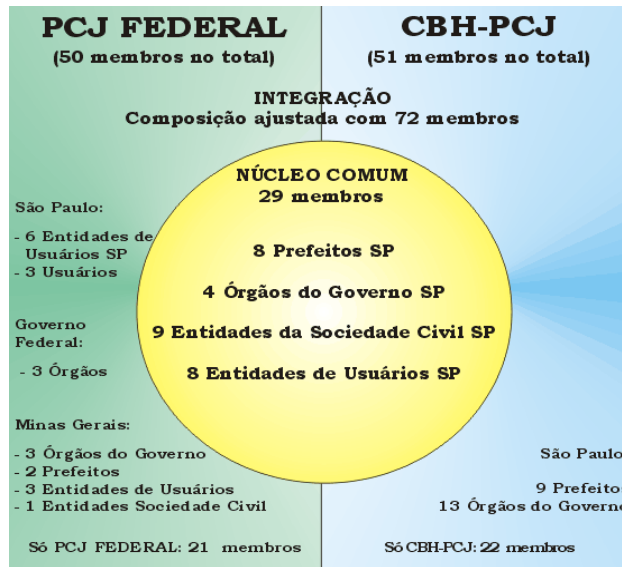 PCJ FEDERAL
(50 membros no total)
CBH-PCJ
(51 membros no total)
INTEGRAÇÃO
Composição ajustada com 72 membros
NÚCLEO COMUM
29 membros
8 Prefeitos SP
4 Órgãos do Governo SP
9 Entidades da Sociedade Civil SP
8 Entidades de Usuários SP
São Paulo:
- 6 Entidades de
Usuários SP
- 3 Usuários
Governo
Federal:
- 3 Órgãos
Minas Gerais:
- 3 Órgãos do Governo
- 2 Prefeitos
- 3 Entidades de Usuários
- 1 Entidades Sociedade Civil
Só PCJ FEDERAL: 21 membros
São Paulo
9 Prefeitos
13 Órgãos do Governo
Só CBH-PCJ: 22 membros